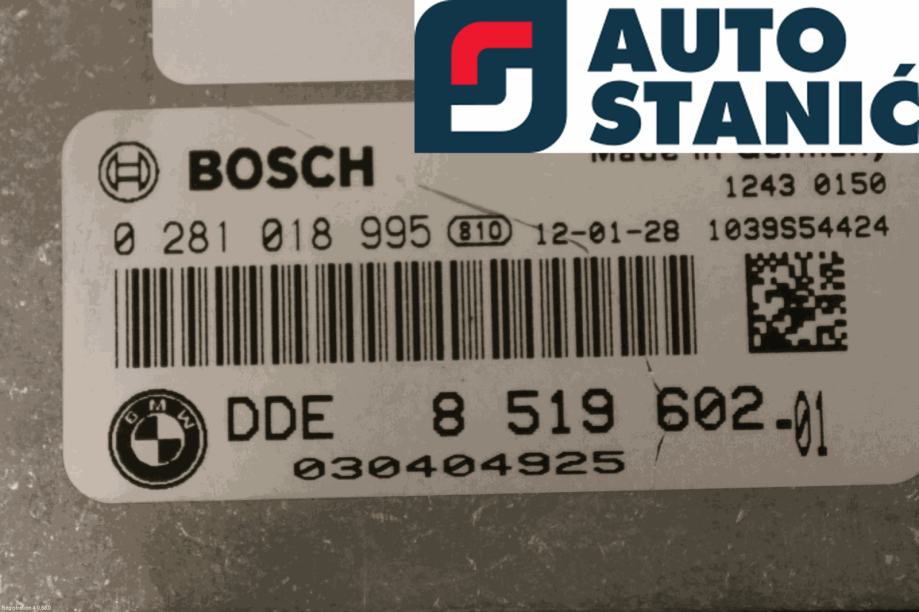 AUTO
STANIĆ
BOSCH
Made in Germany
1243 0150
0 281 018 995 810 12-01-28 1039S54424
BMW
DDE 8 519 602-01
030404925